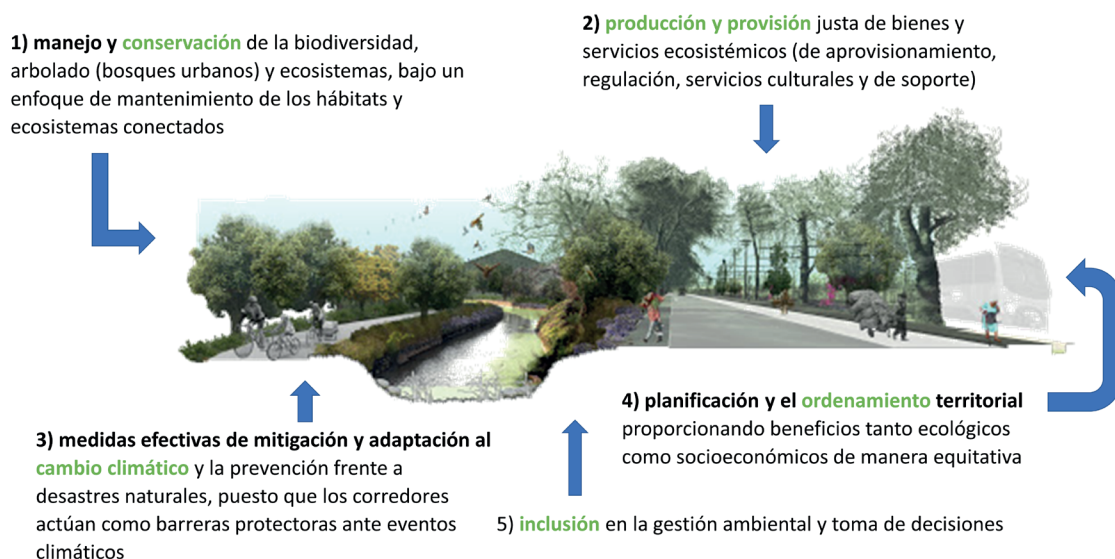 1) manejo y conservación de la biodiversidad,
arbolado (bosques urbanos) y ecosistemas, bajo un
enfoque de mantenimiento de los hábitats y
ecosistemas conectados
2) producción y provisión justa de bienes y
servicios ecosistémicos (de aprovisionamiento,
regulación, servicios culturales y de soporte)
3) medidas efectivas de mitigación y adaptación al
cambio climático y la prevención frente a
desastres naturales, puesto que los corredores
actúan como barreras protectoras ante eventos
climáticos
4) planificación y el ordenamiento territorial
proporcionando beneficios tanto ecológicos
como socioeconómicos de manera equitativa
5) inclusión en la gestión ambiental y toma de decisiones